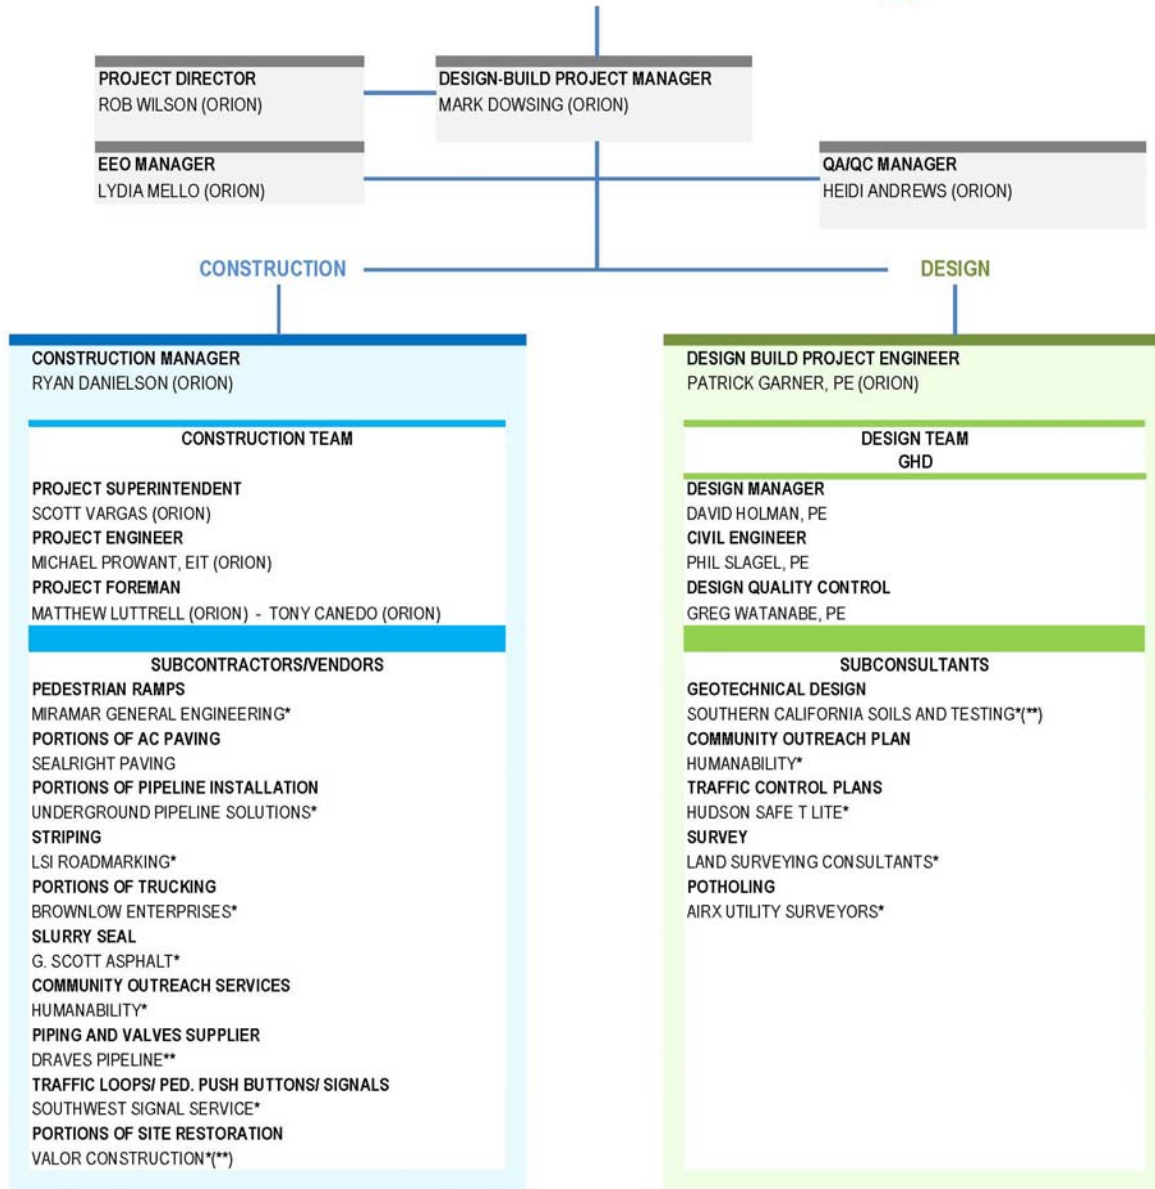 PROJECT DIRECTOR
ROB WILSON (ORION)
DESIGN-BUILD PROJECT MANAGER
MARK DOWSING (ORION)
EEO MANAGER
LYDIA MELLO (ORION)
QA/QC MANAGER
HEIDI ANDREWS (ORION)
CONSTRUCTION
DESIGN
CONSTRUCTION MANAGER
RYAN DANIELSON (ORION)
CONSTRUCTION TEAM
PROJECT SUPERINTENDENT
SCOTT VARGAS (ORION)
PROJECT ENGINEER
MICHAEL PROWANT, EIT (ORION)
PROJECT FOREMAN
MATTHEW LUTTRELL (ORION) - TONY CANEDO (ORION)
SUBCONTRACTORS/VENDORS
PEDESTRIAN RAMPS
MIRAMAR GENERAL ENGINEERING*
PORTIONS OF AC PAVING
SEALRIGHT PAVING
PORTIONS OF PIPELINE INSTALLATION
UNDERGROUND PIPELINE SOLUTIONS*
STRIPING
LSI ROADMARKING*
PORTIONS OF TRUCKING
BROWNLOW ENTERPRISES*
SLURRY SEAL
G. SCOTT ASPHALT*
COMMUNITY OUTREACH SERVICES
HUMANABILITY*
PIPING AND VALVES SUPPLIER
DRAVES PIPELINE**
TRAFFIC LOOPS/ PED. PUSH BUTTONS/ SIGNALS
SOUTHWEST SIGNAL SERVICE*
PORTIONS OF SITE RESTORATION
VALOR CONSTRUCTION*(**)
DESIGN BUILD PROJECT ENGINEER
PATRICK GARNER, PE (ORION)
DESIGN TEAM
GHD
DESIGN MANAGER
DAVID HOLMAN, PE
CIVIL ENGINEER
PHIL SLAGEL, PE
DESIGN QUALITY CONTROL
GREG WATANABE, PE
SUBCONSULTANTS
GEOTECHNICAL DESIGN
SOUTHERN CALIFORNIA SOILS AND TESTING*(**)
COMMUNITY OUTREACH PLAN
HUMANABILITY*
TRAFFIC CONTROL PLANS
HUDSON SAFE T LITE*
SURVEY
LAND SURVEYING CONSULTANTS*
POTHOLING
AIRX UTILITY SURVEYORS*